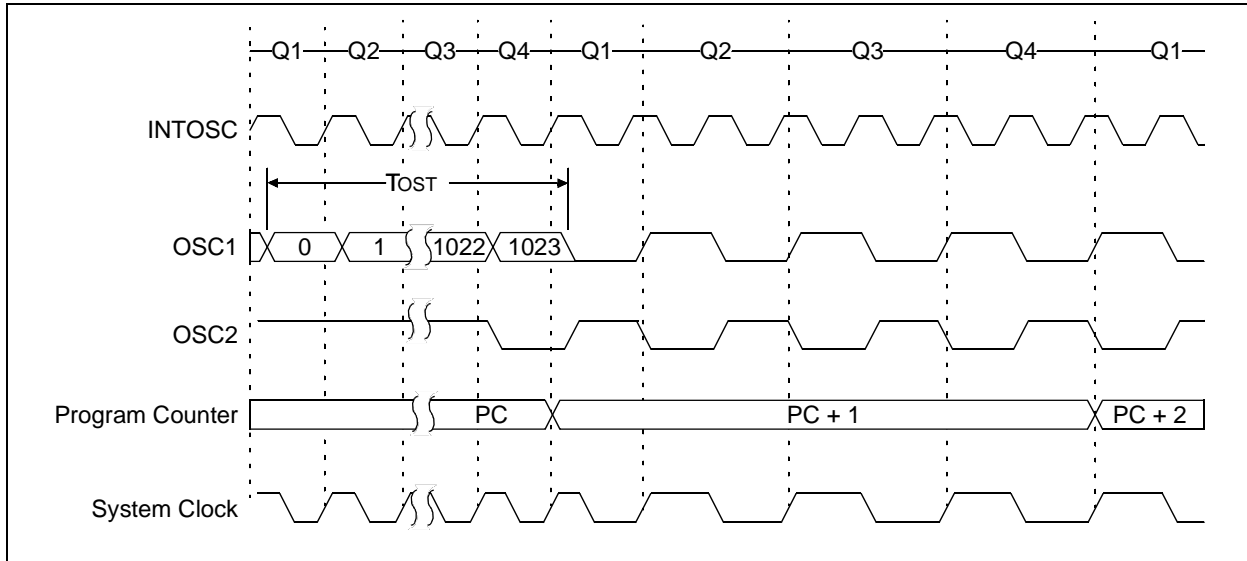 Q1 Q2 Q3 Q4 Q1 Q2 Q3 Q4 Q1
INTOSC
TOST
OSC1 0 1 1022 1023
OSC2
Program Counter PC PC + 1 PC + 2
System Clock